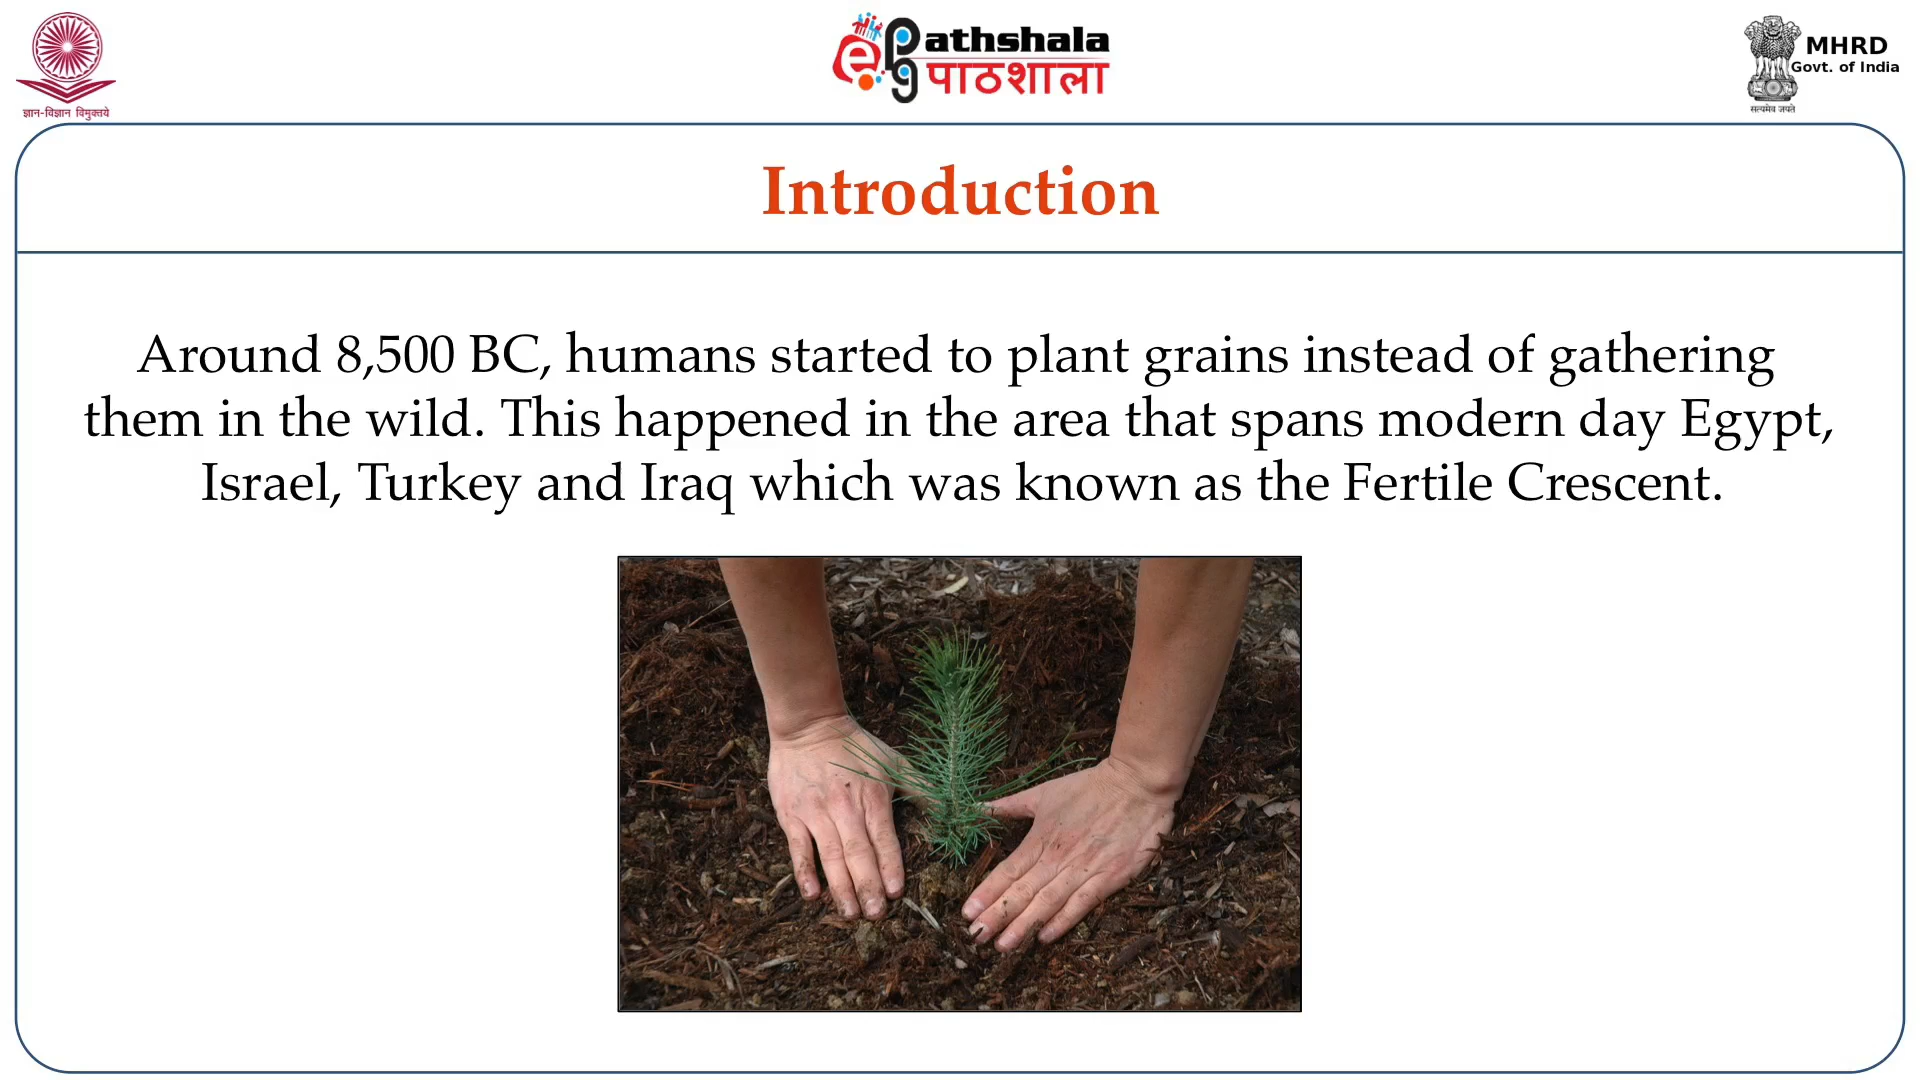 ज्ञान-विज्ञान विमुक्तये
e
pg
Pathshala
पाठशाला
MHRD
Govt. of India
सत्यमेव जयते
Introduction
Around 8,500 BC, humans started to plant grains instead of gathering
them in the wild. This happened in the area that spans modern day Egypt,
Israel, Turkey and Iraq which was known as the Fertile Crescent.